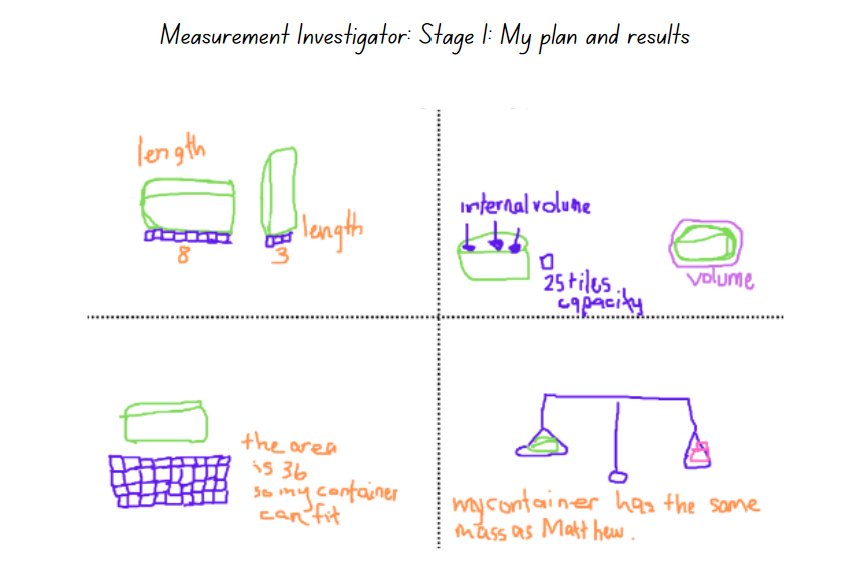 Measurement Investigator: Stage 1: My plan and results
length
length
8
3
internal volume
25 tiles.
capacity
volume
the area
is 36
so my container
can fit
my container has the same
mass as Matthew.